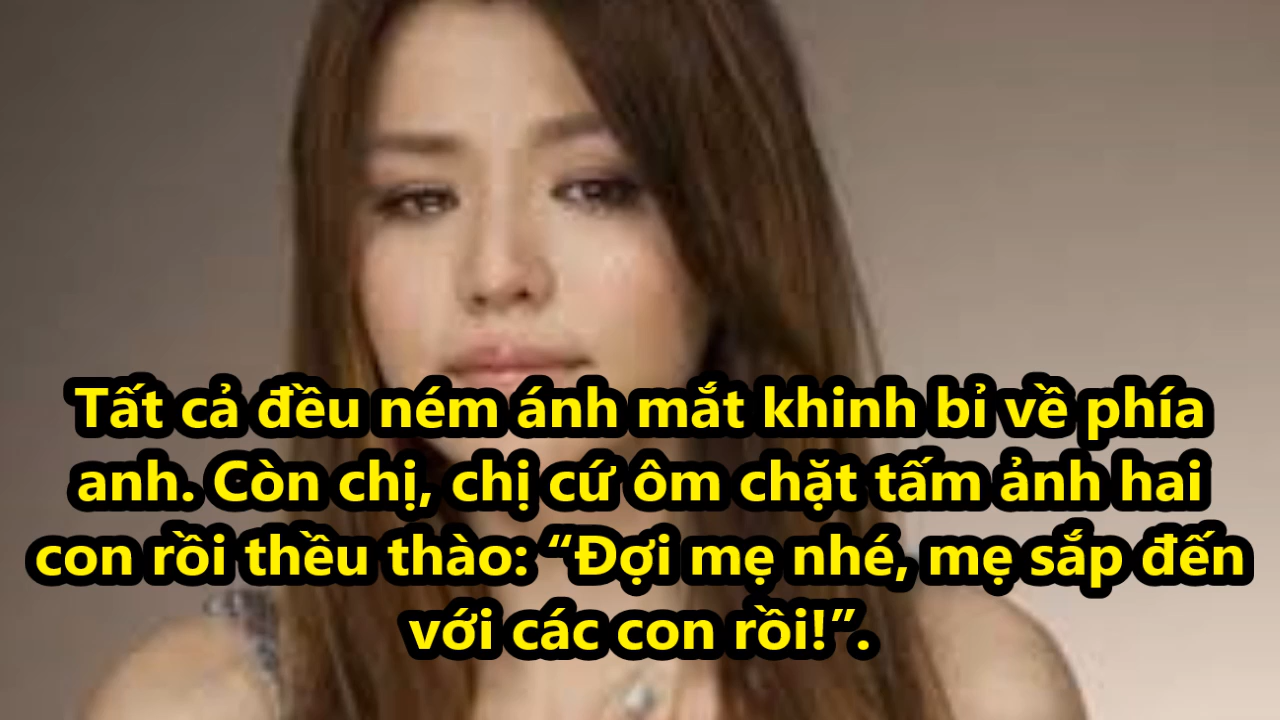 Tất cả đều ném ánh mắt khinh bỉ về phía
anh. Còn chị, chị cứ ôm chặt tấm ảnh hai
con rồi thều thào: “Đợi mẹ nhé, mẹ sắp đến
với các con rồi!”.